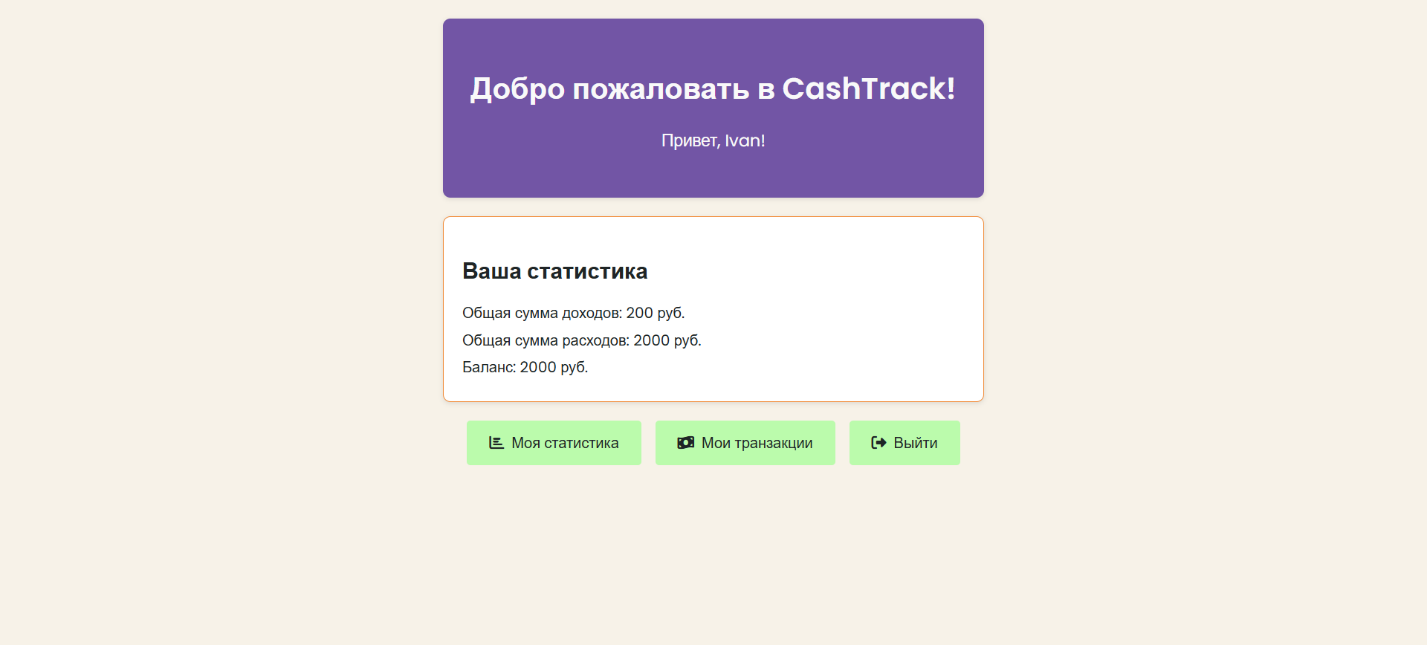 Добро пожаловать в CashTrack!
Привет, Ivan!
Ваша статистика
Общая сумма доходов: 200 руб.
Общая сумма расходов: 2000 руб.
Баланс: 2000 руб.
Моя статистика
Мои транзакции
Выйти